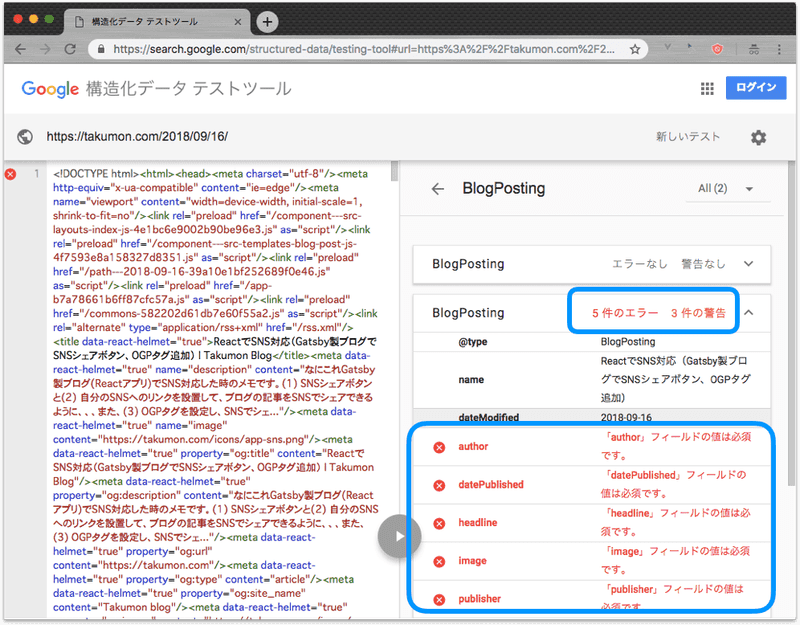 構造化データ テストツール
https://search.google.com/structured-data/testing-tool#url=https%3A%2F%2Ftakumon.com%2F2...
Google 構造化データ テストツール
ログイン
https://takumon.com/2018/09/16/
新しいテスト
1
<!DOCTYPE html><html><head><meta charset="utf-8"/><meta
http-equiv="x-ua-compatible" content="ie=edge"/><meta
name="viewport" content="width=device-width, initial-scale=1,
shrink-to-fit=no"/><link rel="preload" href="/component---src-
layouts-index-js-4e1bc6e9002b90be96e3.js" as="script"/><link
rel="preload" href="/component---src-templates-blog-post-js-
4f7593e8a158327d8351.js" as="script"/><link rel="preload"
href="/path---2018-09-16-39a10e1bf252689f0e46.js"
as="script"/><link rel="preload" href="/app-
b7a78661b6ff87cfc57a.js" as="script"/><link rel="preload"
href="/commons-582202d61db7e60f55a2.js" as="script"/><link
rel="alternate" type="application/rss+xml" href="/rss.xml"/>
<title data-react-helmet="true">ReactでSNS対応(Gatsby製ブログで
SNSシェアボタン、OGPタグ追加) | Takumon Blog</title><meta data-
react-helmet="true" name="description" content="なにこれGatsby
製ブログ(Reactアプリ)でSNS対応した時のメモです。(1) SNSシェアボタン
と(2) 自分のSNSへのリンクを設置して、ブログの記事をSNSでシェアできる
ように、、、また、(3) OGPタグを設定し、SNSでシェ..."/><meta data-
react-helmet="true" name="image"
content="https://takumon.com/icons/app-sns.png"/><meta
data-react-helmet="true" property="og:title" content="Reactで
SNS対応(Gatsby製ブログでSNSシェアボタン、OGPタグ追加) | Takumon
Blog"/><meta data-react-helmet="true"
property="og:description" content="なにこれGatsby製ブログ(React
アプリ)でSNS対応した時のメモです。(1) SNSシェアボタンと(2) 自分のSNS
へのリンクを設置して、ブログの記事をSNSでシェアできるように、、、また、
(3) OGPタグを設定し、SNSでシェ..."/><meta data-react-
helmet="true" property="og:url"
content="https://takumon.com"/><meta data-react-
helmet="true" property="og:type" content="article"/><meta
data-react-helmet="true" property="og:site_name"
content="Takumon blog"/><meta data-react-helmet="true"
BlogPosting
All (2)
BlogPosting エラーなし 警告なし
BlogPosting 5 件のエラー 3 件の警告
@type BlogPosting
name ReactでSNS対応（Gatsby製ブロ
グでSNSシェアボタン、OGPタグ
追加）
dateModified 2018-09-16
author 「author」フィールドの値は必須
です。
datePublished 「datePublished」フィールドの
値は必須です。
headline 「headline」フィールドの値は必
須です。
image 「image」フィールドの値は必須
です。
publisher 「publisher」フィールドの値は
必須です。